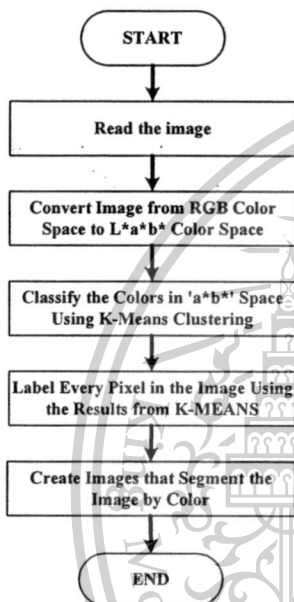 START
Read the image
Convert Image from RGB Color
Space to L*a*b* Color Space
Classify the Colors in 'a*b*' Space
Using K-Means Clustering
Label Every Pixel in the Image Using
the Results from K-MEANS
Create Images that Segment the
Image by Color
END